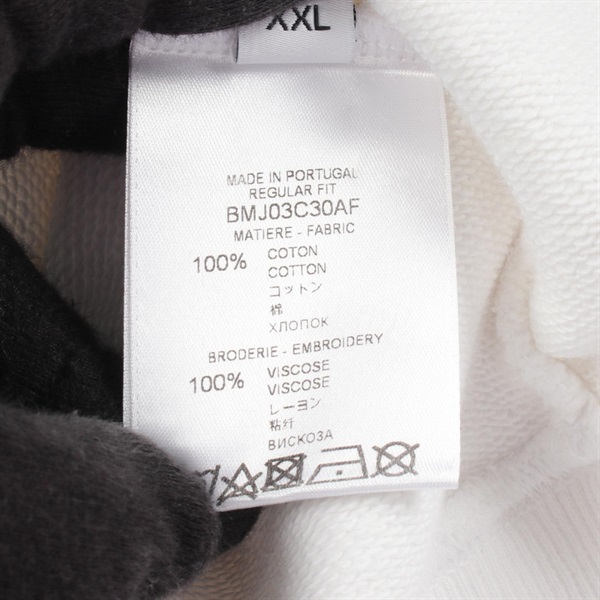 XXL
MADE IN PORTUGAL
REGULAR FIT
BMJ03C30AF
MATIERE - FABRIC
100% COTON
COTTON
コットン
棉
ХЛОПОК
BRODERIE - EMBROIDERY
100% VISCOSE
VISCOSE
レーヨン
粘纤
ВИСКОЗА